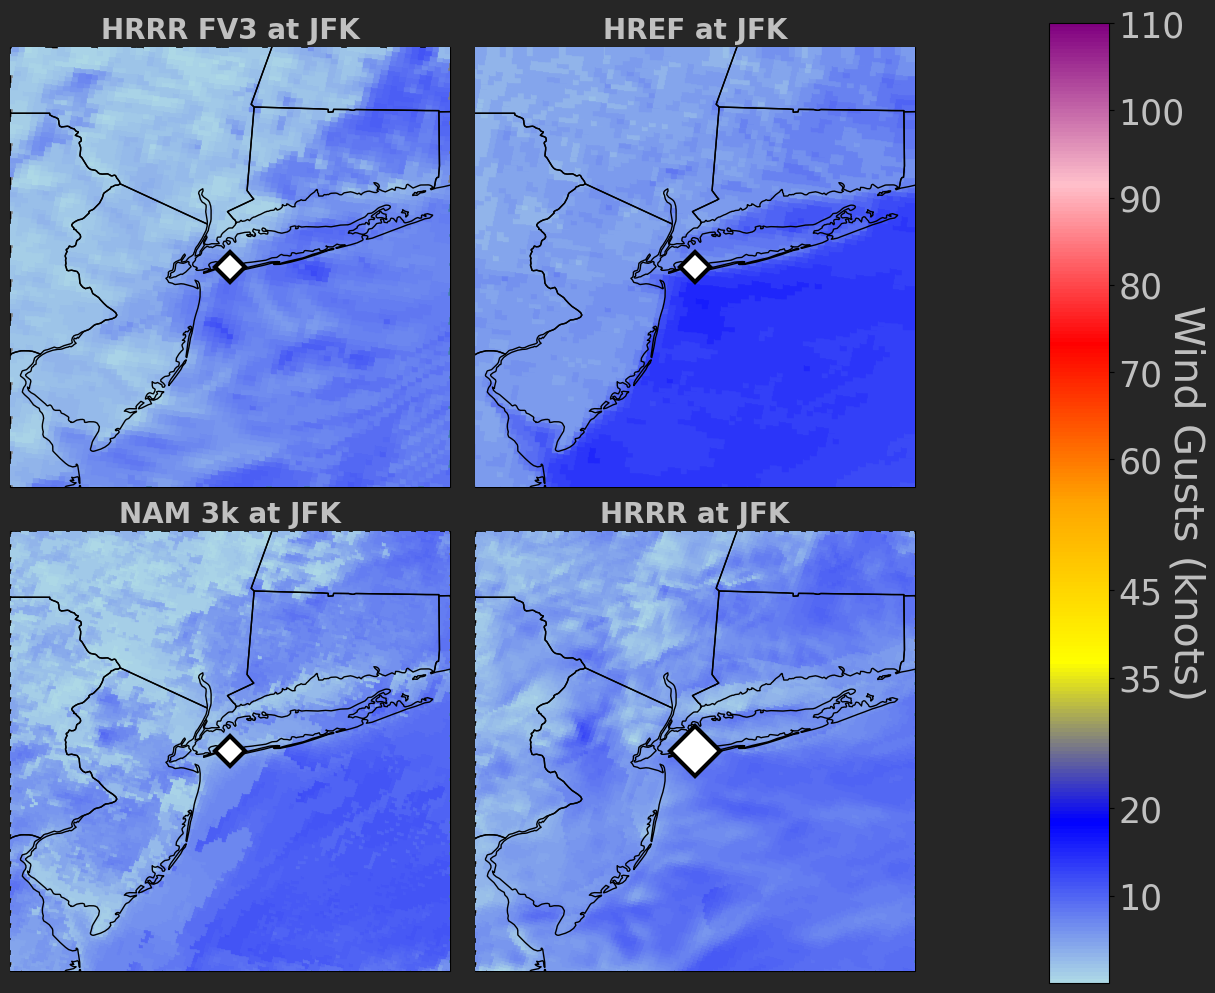 HRRR FV3 at JFK
HREF at JFK
NAM 3k at JFK
HRRR at JFK
110
100
90
80
70
60
45
35
20
10
Wind Gusts (knots)